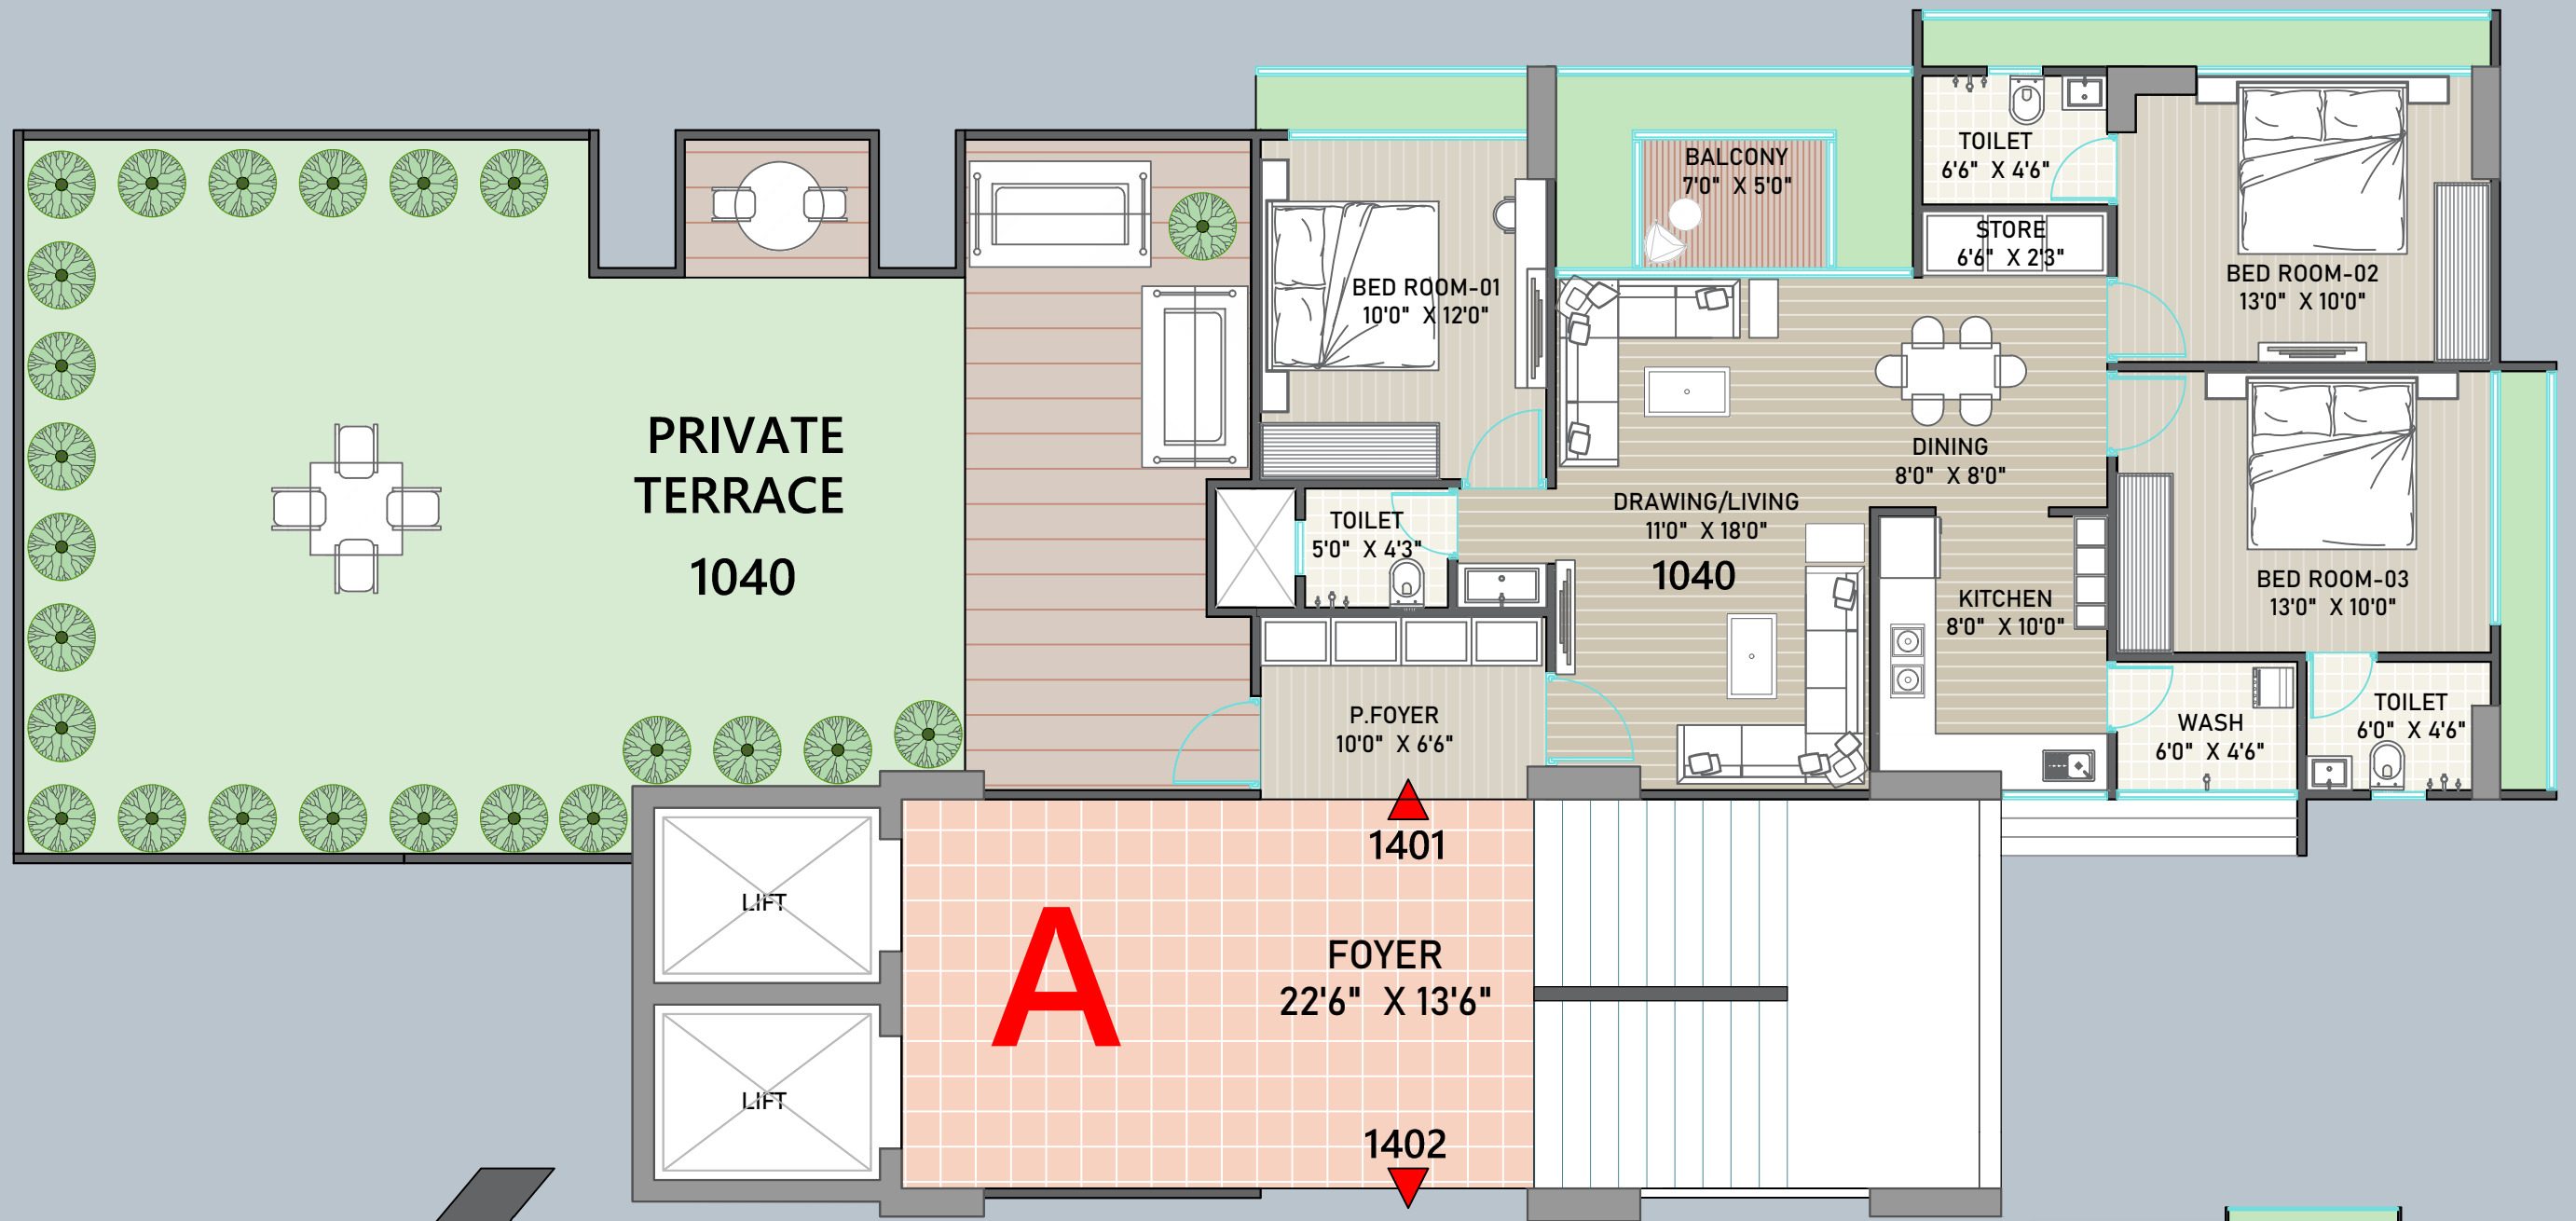 TOILET
6'6" X 4'6"
BALCONY
7'0" X 5'0"
STORE
6'6" X 2'3"
BED ROOM-01
10'0" X 12'0"
BED ROOM-02
13'0" X 10'0"
PRIVATE
TERRACE
1040
DINING
8'0" X 8'0"
DRAWING/LIVING
11'0" X 18'0"
1040
TOILET
5'0" X 4'3"
KITCHEN
8'0" X 10'0"
BED ROOM-03
13'0" X 10'0"
P.FOYER
10'0" X 6'6"
WASH
6'0" X 4'6"
TOILET
6'0" X 4'6"
1401
LIFT
A
FOYER
22'6" X 13'6"
LIFT
1402